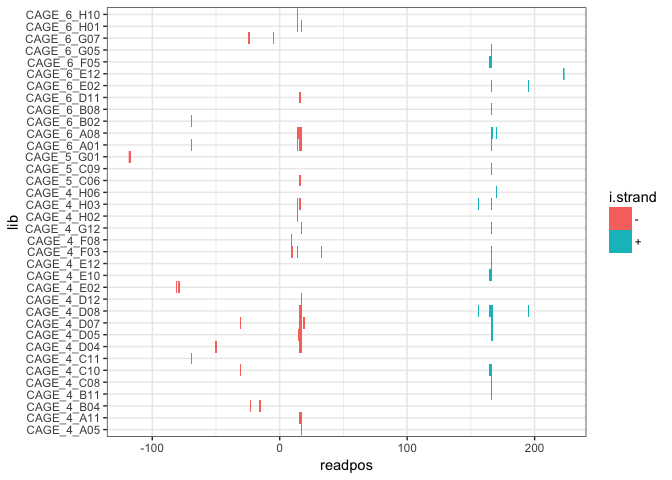 CAGE_6_H10
CAGE_6_H01
CAGE_6_G07
CAGE_6_G05
CAGE_6_F05
CAGE_6_E12
CAGE_6_E02
CAGE_6_D11
CAGE_6_B08
CAGE_6_B02
CAGE_6_A08
CAGE_6_A01
CAGE_5_G01
CAGE_5_C09
CAGE_5_C06
CAGE_4_H06
CAGE_4_H03
CAGE_4_H02
CAGE_4_G12
CAGE_4_F08
CAGE_4_F03
CAGE_4_E12
CAGE_4_E10
CAGE_4_E02
CAGE_4_D12
CAGE_4_D08
CAGE_4_D07
CAGE_4_D05
CAGE_4_D04
CAGE_4_C11
CAGE_4_C10
CAGE_4_C08
CAGE_4_B11
CAGE_4_B04
CAGE_4_A11
CAGE_4_A05
lib
-100 0 100 200
readpos
i.strand
-
+